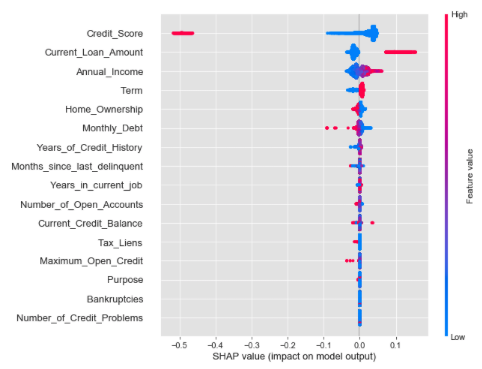 High
Credit_Score
Current_Loan_Amount
Annual_Income
Term
Home_Ownership
Monthly_Debt
Years_of_Credit_History
Months_since_last_delinquent
Years_in_current_job
Number_of_Open_Accounts
Current_Credit_Balance
Tax_Liens
Maximum_Open_Credit
Purpose
Bankruptcies
Number_of_Credit_Problems
Feature value
Low
−0.5 −0.4 −0.3 −0.2 −0.1 0.0 0.1
SHAP value (impact on model output)